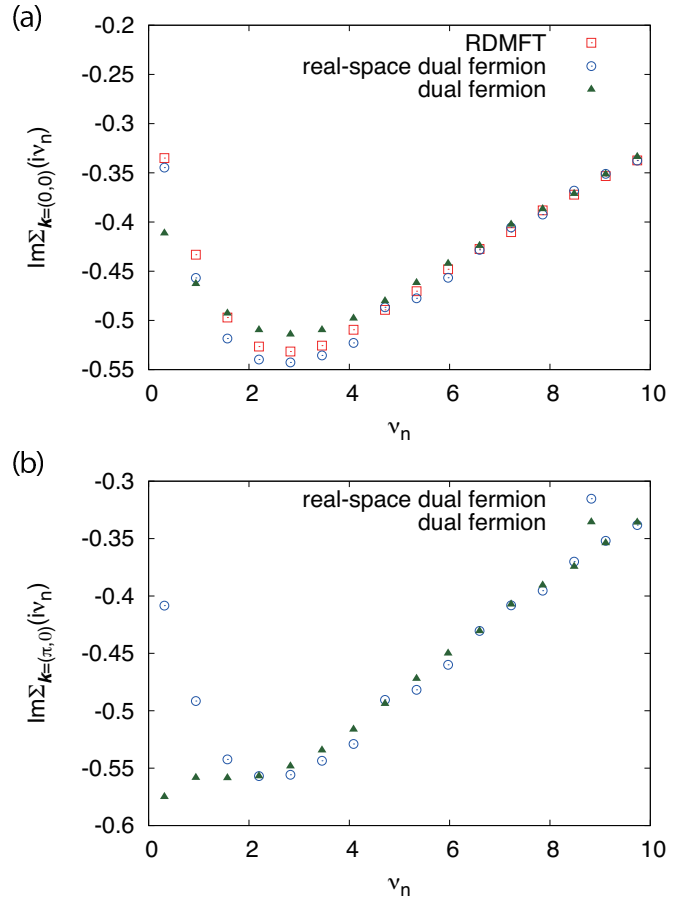 (a)
-0.2
-0.25
-0.3
-0.35
-0.4
-0.45
-0.5
-0.55
ImΣk=(0,0)(iνn)
RDMFT
real-space dual fermion
dual fermion
0 2 4 6 8 10
νn
(b)
-0.3
-0.35
-0.4
-0.45
-0.5
-0.55
-0.6
ImΣk=(π,0)(iνn)
real-space dual fermion
dual fermion
0 2 4 6 8 10
νn